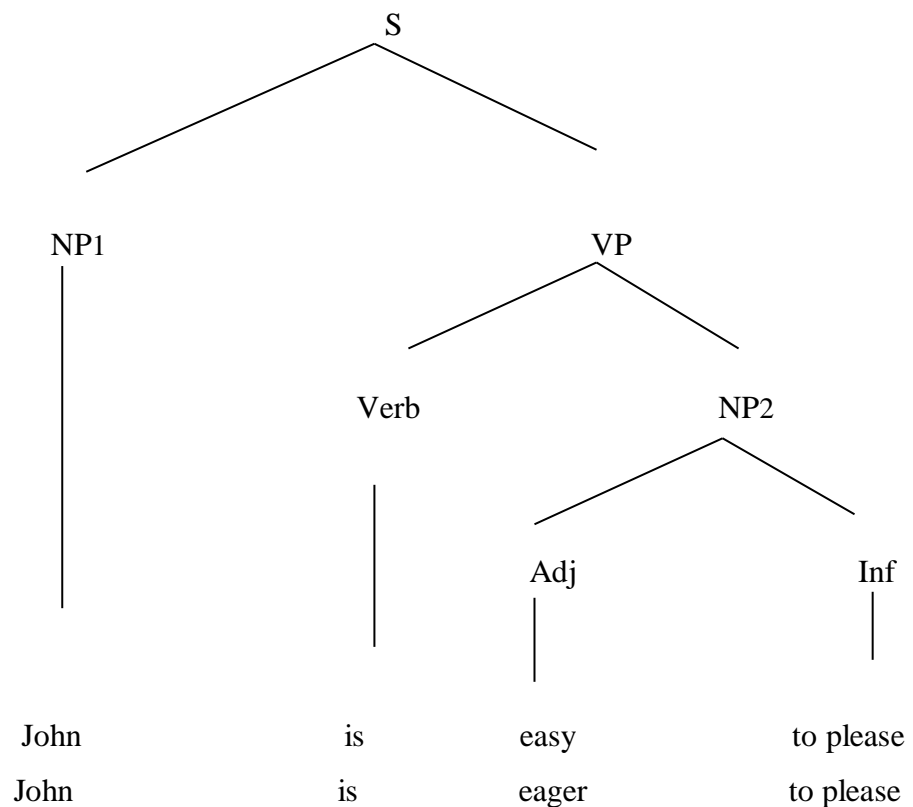 S
NP1 VP
Verb NP2
Adj Inf
John is easy to please
John is eager to please